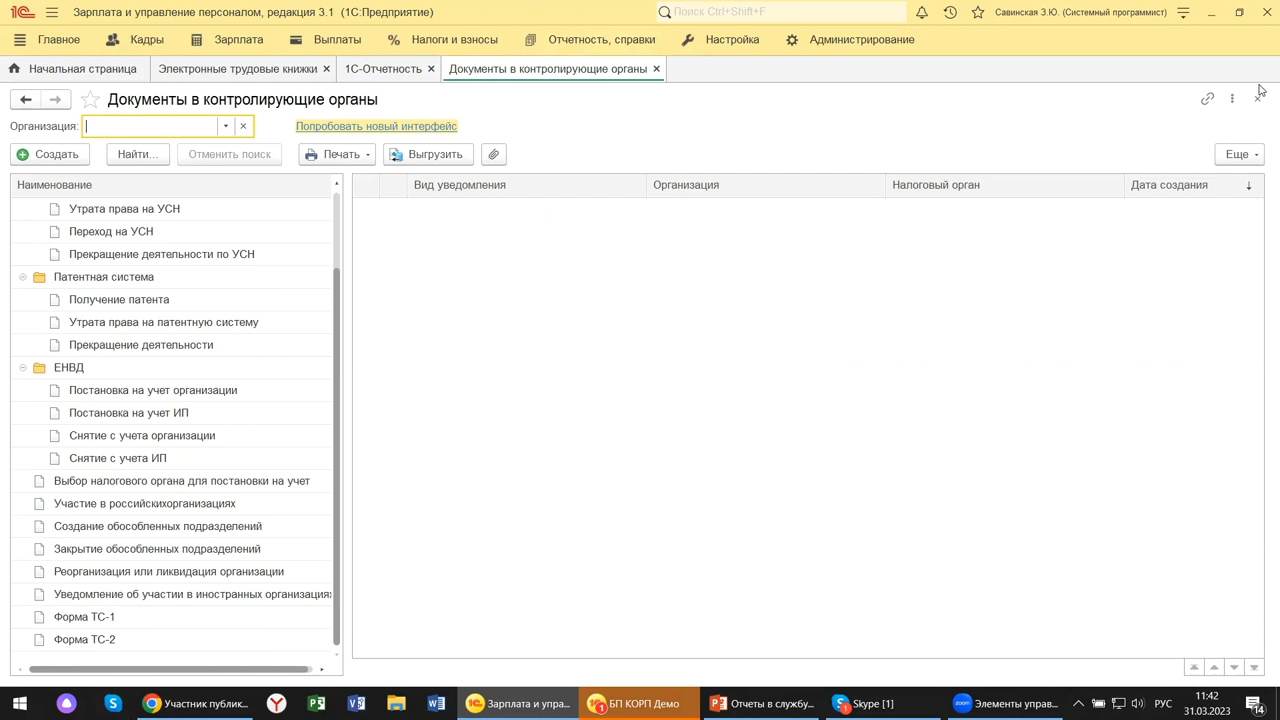 Зарплата и управление персоналом, редакция 3.1 (1С:Предприятие)
Поиск Ctrl+Shift+F
Савинская З.Ю. (Системный программист)
Главное
Кадры
Зарплата
Выплаты
Налоги и взносы
Отчетность, справки
Настройка
Администрирование
Начальная страница
Электронные трудовые книжки
1С-Отчетность
Документы в контролирующие органы
Документы в контролирующие органы
Организация:
Попробовать новый интерфейс
Создать
Найти...
Отменить поиск
Печать
Выгрузить
Еще
Наименование
Вид уведомления
Организация
Налоговый орган
Дата создания
Утрата права на УСН
Переход на УСН
Прекращение деятельности по УСН
Патентная система
Получение патента
Утрата права на патентную систему
Прекращение деятельности
ЕНВД
Постановка на учет организации
Постановка на учет ИП
Снятие с учета организации
Снятие с учета ИП
Выбор налогового органа для постановки на учет
Участие в российскихорганизациях
Создание обособленных подразделений
Закрытие обособленных подразделений
Реорганизация или ликвидация организации
Уведомление об участии в иностранных организациях
Форма ТС-1
Форма ТС-2
Участник публик...
Зарплата и упра...
БП КОРП Демо
Отчеты в службу...
Skype [1]
Элементы управ...
РУС
11:42
31.03.2023
14